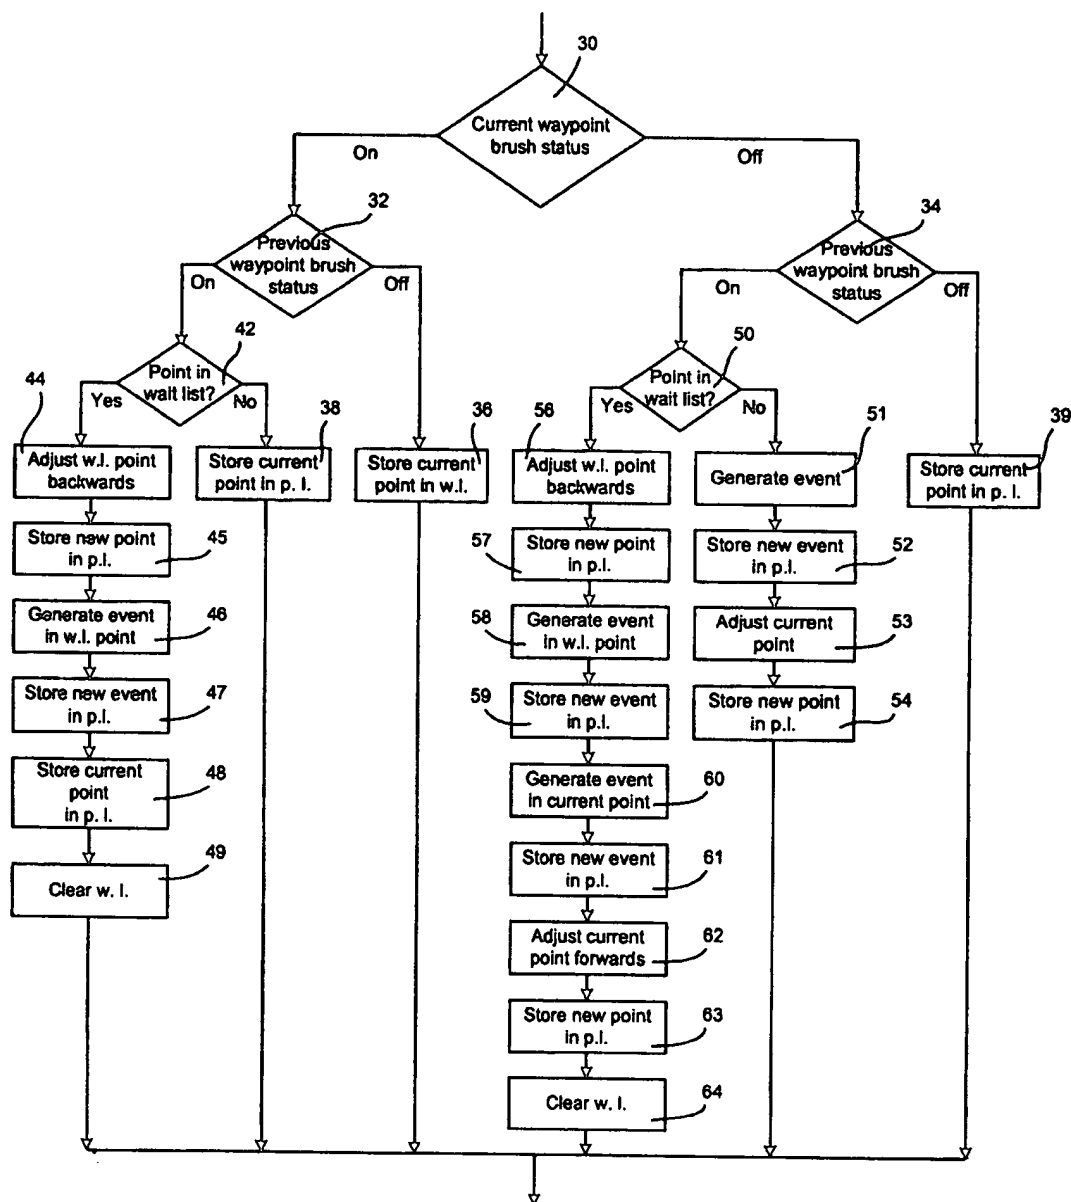 30
Current waypoint
brush status
On
Off
32
Previous
waypoint brush
status
On
Off
34
Previous
waypoint brush
status
On
Off
42
Point in
wait list?
Yes
No
50
Point in
wait list?
Yes
No
44
Adjust w.l. point
backwards
38
Store current
point in p. l.
36
Store current
point in w.l.
56
Adjust w.l. point
backwards
51
Generate event
39
Store current
point in p. l.
Store new point
in p.l.
45
Generate event
in w.l. point
46
Store new event
in p.l.
47
Store current
point
in p. l.
48
Clear w. l.
49
57
Store new point
in p.l.
58
Generate event
in w.l. point
59
Store new event
in p.l.
Generate event
in current point
60
Store new event
in p.l.
61
Adjust current
point forwards
62
Store new point
in p.l.
63
Clear w. l.
64
Store new event
in p.l.
52
Adjust current
point
53
Store new point
in p.l.
54